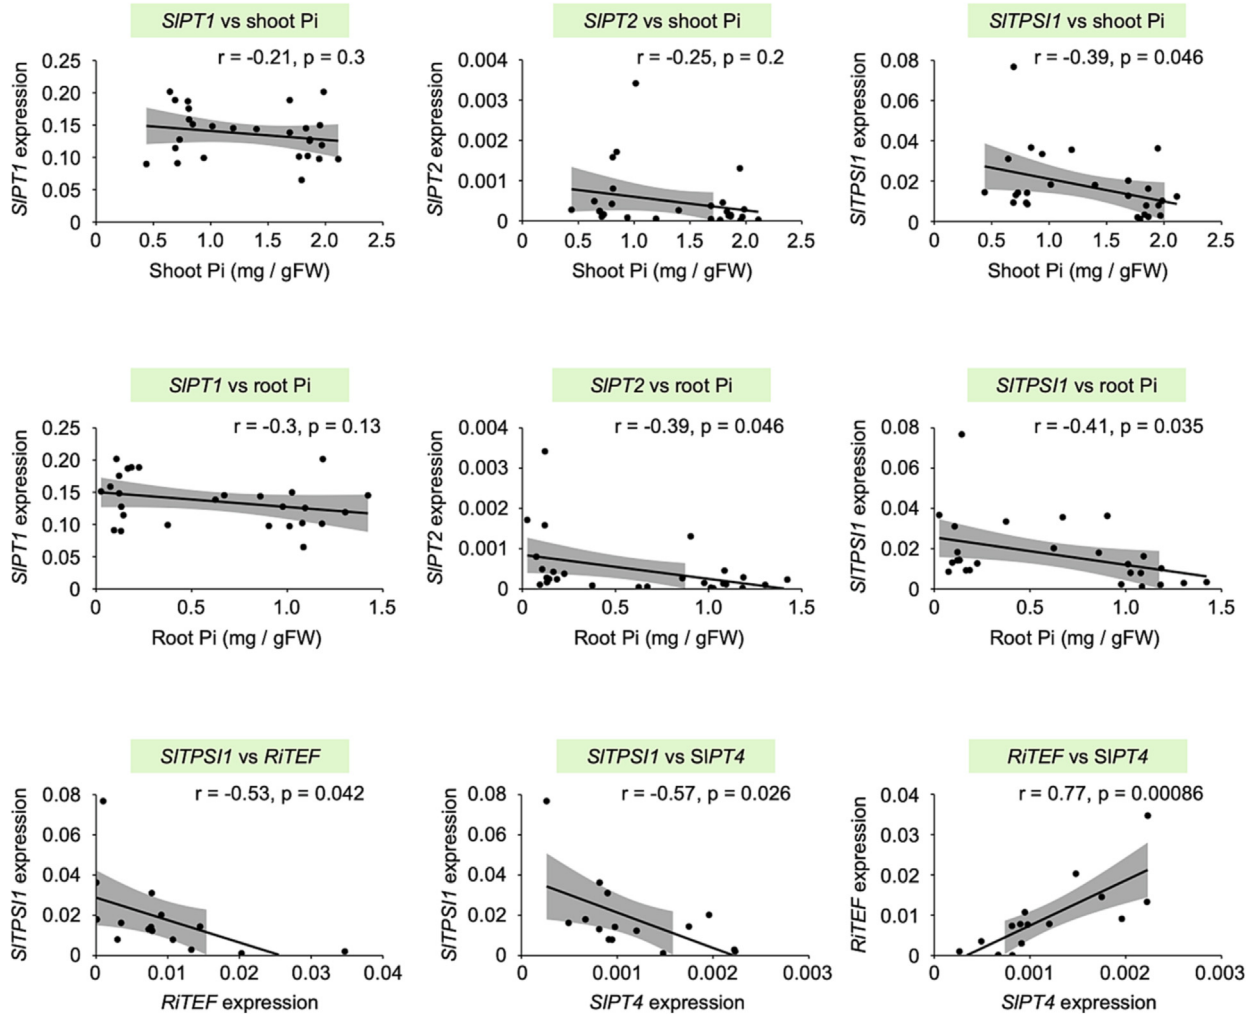 SlPT1 vs shoot Pi
r = -0.21, p = 0.3
SlPT1 expression
0.25
0.20
0.15
0.10
0.05
0
0 0.5 1.0 1.5 2.0 2.5
Shoot Pi (mg / gFW)
SlPT2 vs shoot Pi
r = -0.25, p = 0.2
SlPT2 expression
0.004
0.003
0.002
0.001
0
0 0.5 1.0 1.5 2.0 2.5
Shoot Pi (mg / gFW)
SlTPSI1 vs shoot Pi
r = -0.39, p = 0.046
SlTPSI1 expression
0.08
0.06
0.04
0.02
0
0 0.5 1.0 1.5 2.0 2.5
Shoot Pi (mg / gFW)
SlPT1 vs root Pi
r = -0.3, p = 0.13
SlPT1 expression
0.25
0.20
0.15
0.10
0.05
0
0 0.5 1.0 1.5
Root Pi (mg / gFW)
SlPT2 vs root Pi
r = -0.39, p = 0.046
SlPT2 expression
0.004
0.003
0.002
0.001
0
0 0.5 1.0 1.5
Root Pi (mg / gFW)
SlTPSI1 vs root Pi
r = -0.41, p = 0.035
SlTPSI1 expression
0.08
0.06
0.04
0.02
0
0 0.5 1.0 1.5
Root Pi (mg / gFW)
SlTPSI1 vs RiTEF
r = -0.53, p = 0.042
SlTPSI1 expression
0.08
0.06
0.04
0.02
0
0 0.01 0.02 0.03 0.04
RiTEF expression
SlTPSI1 vs SlPT4
r = -0.57, p = 0.026
SlTPSI1 expression
0.08
0.06
0.04
0.02
0
0 0.001 0.002 0.003
SlPT4 expression
RiTEF vs SlPT4
r = 0.77, p = 0.00086
RiTEF expression
0.04
0.03
0.02
0.01
0
0 0.001 0.002 0.003
SlPT4 expression